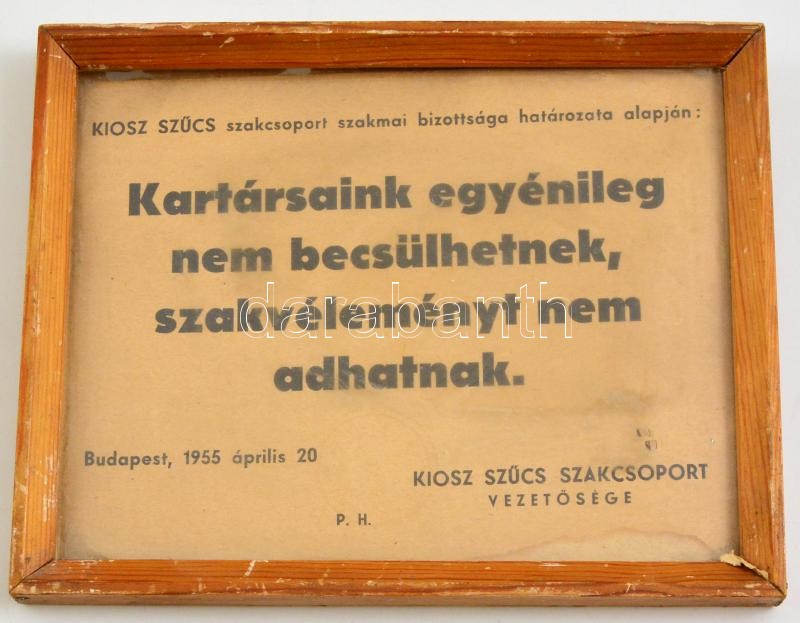 KIOSZ SZŰCS szakcsoport szakmai bizottsága határozata alapján:
Kartársaink egyénileg
nem becsülhetnek,
szakvéleményt nem
adhatnak.
darabanth
Budapest, 1955 április 20
KIOSZ SZŰCS SZAKCSOPORT
VEZETŐSÉGE
P. H.